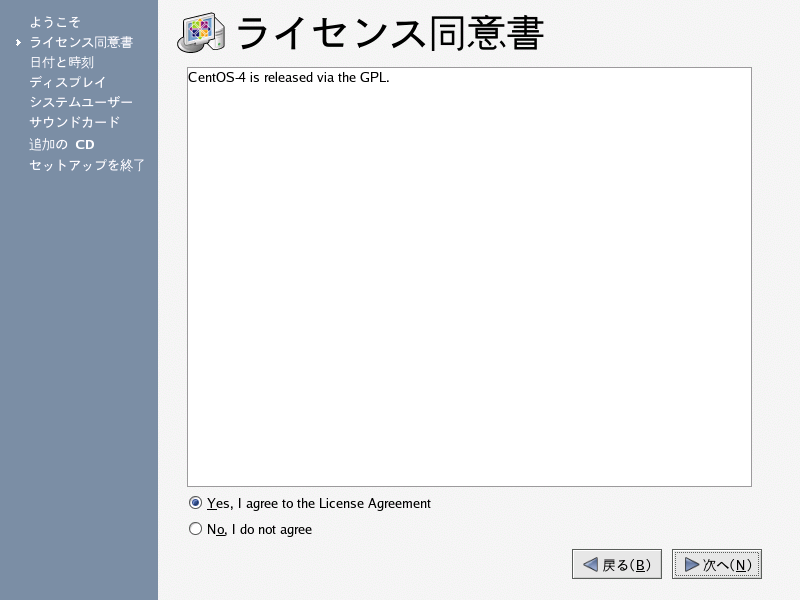 ようこそ
ライセンス同意書
日付と時刻
ディスプレイ
システムユーザー
サウンドカード
追加の CD
セットアップを終了
ライセンス同意書
CentOS-4 is released via the GPL.
Yes, I agree to the License Agreement
No, I do not agree
戻る(B)
次へ(N)